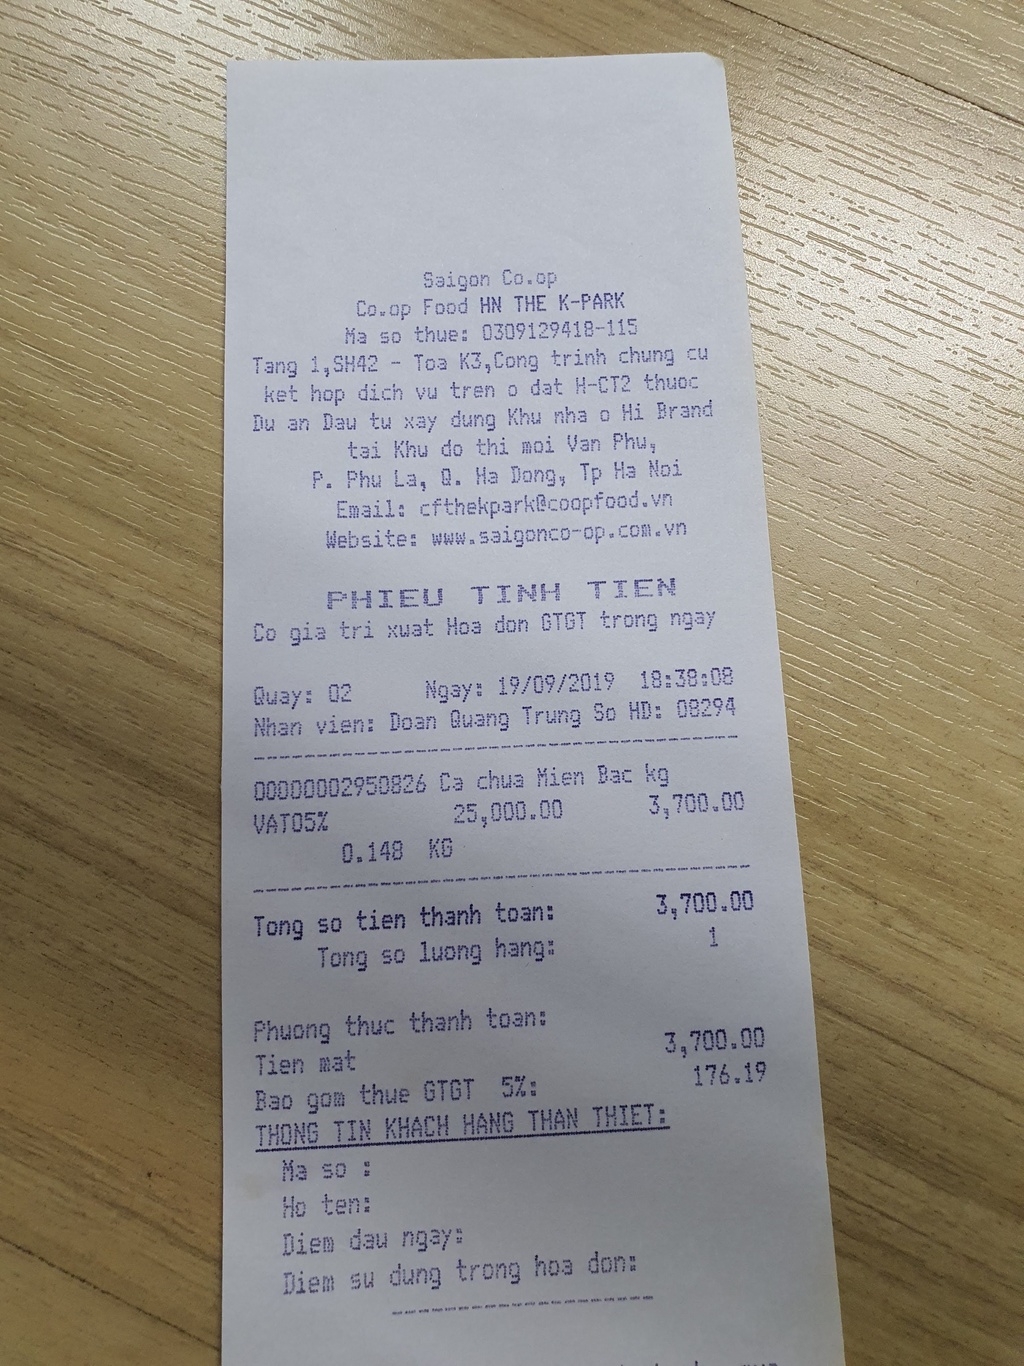 Saigon Co.op
Co.op Food HN THE K-PARK
Ma so thue: 0309129418-115
Tang 1,SH42 - Toa K3,Cong trinh chung cu
ket hop dich vu tren o dat H-CT2 thuoc
Du an Dau tu xay dung Khu nha o Hi Brand
tai Khu do thi moi Van Phu,
P. Phu La, Q. Ha Dong, Tp Ha Noi
Email: cfthekpark@coopfood.vn
Website: www.saigonco-op.com.vn
PHIEU TINH TIEN
Co gia tri xuat Hoa don GTGT trong ngay
Quay: 02 Ngay: 19/09/2019 18:38:08
Nhan vien: Doan Quang Trung So HD: 08294
00000002950826 Ca chua Mien Bac kg
VAT05% 25,000.00 3,700.00
0.148 KG
Tong so tien thanh toan: 3,700.00
Tong so luong hang: 1
Phuong thuc thanh toan:
Tien mat 3,700.00
Bao gom thue GTGT 5%: 176.19
THONG TIN KHACH HANG THAN THIET:
Ma so :
Ho ten:
Diem dau ngay:
Diem su dung trong hoa don: